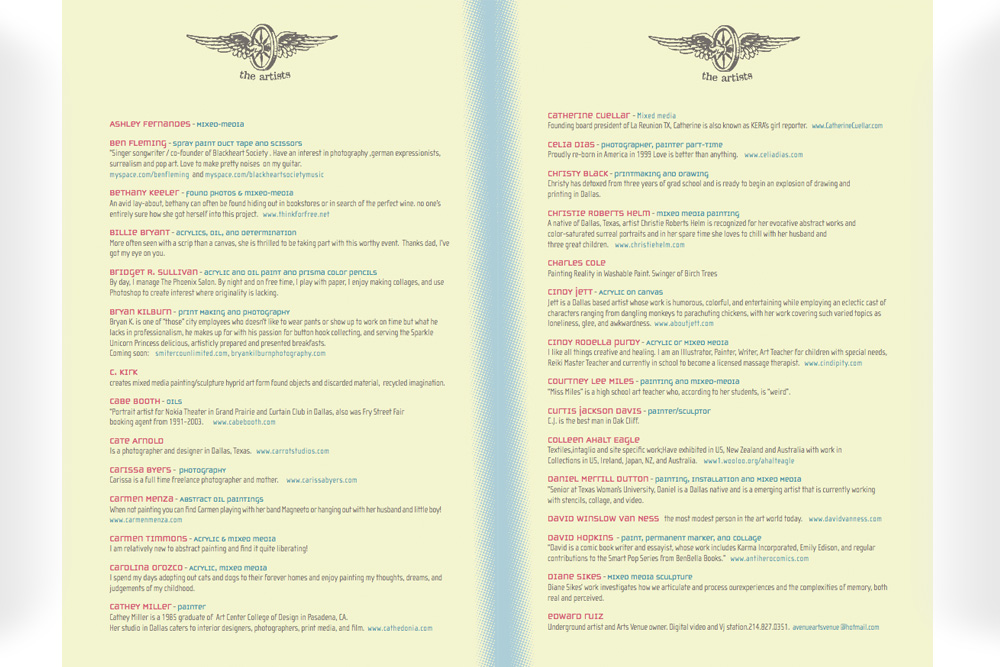 the artists
ASHLEY FERNANDES - MIXED-MEDIA
BEN FLEMING - SPRAY PAINT DUCT TAPE AND SCISSORS
"Singer songwriter / co-founder of Blackheart Society . Have an interest in photography ,german expressionists,
surrealism and pop art. Love to make pretty noises on my guitar.
myspace.com/benfleming and myspace.com/blackheartsocietymusic
BETHANY KEELER - FOUND PHOTOS & MIXED-MEDIA
An avid lay-about, bethany can often be found hiding out in bookstores or in search of the perfect wine. no one's
entirely sure how she got herself into this project. www.thinkforfree.net
BILLIE BRYANT - ACRYLICS, OIL, AND DETERMINATION
More often seen with a scrip than a canvas, she is thrilled to be taking part with this worthy event. Thanks dad, I've
got my eye on you.
BRIDGET R. SULLIVAN - ACRYLIC AND OIL PAINT AND PRISMA COLOR PENCILS
By day, I manage The Phoenix Salon. By night and on free time, I play with paper, I enjoy making collages, and use
Photoshop to create interest where originality is lacking.
BRYAN KILBURN - PRINT MAKING AND PHOTOGRAPHY
Bryan K. is one of "those" city employees who doesn't like to wear pants or show up to work on time but what he
lacks in professionalism, he makes up for with his passion for button hook collecting, and serving the Sparkle
Unicorn Princess delicious, artisticly prepared and presented breakfasts.
Coming soon: smitercounlimited.com, bryankilburnphotography.com
C. KIRK
creates mixed media painting/sculpture hyprid art form found objects and discarded material, recycled imagination.
CABE BOOTH - OILS
"Portrait artist for Nokia Theater in Grand Prairie and Curtain Club in Dallas, also was Fry Street Fair
booking agent from 1991-2003. www.cabebooth.com
CATE ARNOLD
Is a photographer and designer in Dallas, Texas. www.carrotstudios.com
CARISSA BYERS - PHOTOGRAPHY
Carissa is a full time freelance photographer and mother. www.carissabyers.com
CARMEN MENZA - ABSTRACT OIL PAINTINGS
When not painting you can find Carmen playing with her band Magneeto or hanging out with her husband and little boy!
www.carmenmenza.com
CARMEN TIMMONS - ACRYLIC & MIXED MEDIA
I am relatively new to abstract painting and find it quite liberating!
CAROLINA OROZCO - ACRYLIC, MIXED MEDIA
I spend my days adopting out cats and dogs to their forever homes and enjoy painting my thoughts, dreams, and
judgements of my childhood.
CATHEY MILLER - PAINTER
Cathey Miller is a 1985 graduate of Art Center College of Design in Pasadena, CA.
Her studio in Dallas caters to interior designers, photographers, print media, and film. www.cathedonia.com
the artists
CATHERINE CUELLAR - Mixed media
Founding board president of La Reunion TX, Catherine is also known as KERA's girl reporter. www.CatherineCuellar.com
CELIA DIAS - PHOTOGRAPHER, PAINTER PART-TIME
Proudly re-born in America in 1999 Love is better than anything. www.celiadias.com
CHRISTY BLACK - PRINTMAKING AND DRAWING
Christy has detoxed from three years of grad school and is ready to begin an explosion of drawing and
printing in Dallas.
CHRISTIE ROBERTS HELM - MIXED MEDIA PAINTING
A native of Dallas, Texas, artist Christie Roberts Helm is recognized for her evocative abstract works and
color-saturated surreal portraits and in her spare time she loves to chill with her husband and
three great children. www.christiehelm.com
CHARLES COLE
Painting Reality in Washable Paint. Swinger of Birch Trees
CINDY JETT - ACRYLIC ON CANVAS
Jett is a Dallas based artist whose work is humorous, colorful, and entertaining while employing an eclectic cast of
characters ranging from dangling monkeys to parachuting chickens, with her work covering such varied topics as
loneliness, glee, and awkwardness. www.aboutjett.com
CINDY RODELLA PURDY - ACRYLIC OR MIXED MEDIA
I like all things creative and healing. I am an Illustrator, Painter, Writer, Art Teacher for children with special needs,
Reiki Master Teacher and currently in school to become a licensed massage therapist. www.cindipity.com
COURTNEY LEE MILES - PAINTING AND MIXED-MEDIA
"Miss Miles" is a high school art teacher who, according to her students, is "weird".
CURTIS JACKSON DAVIS - PAINTER/SCULPTOR
C.J. is the best man in Oak Cliff.
COLLEEN AHALT EAGLE
Textiles,intaglio and site specific work;Have exhibited in US, New Zealand and Australia with work in
Collections in US, Ireland, Japan, NZ, and Australia. www1.wooloo.org/ahalteagle
DANIEL MERRILL DUTTON - PAINTING, INSTALLATION AND MIXED MEDIA
"Senior at Texas Woman's University, Daniel is a Dallas native and is a emerging artist that is currently working
with stencils, collage, and video.
DAVID WINSLOW VAN NESS the most modest person in the art world today. www.davidvanness.com
DAVID HOPKINS - PAINT, PERMANENT MARKER, AND COLLAGE
"David is a comic book writer and essayist, whose work includes Karma Incorporated, Emily Edison, and regular
contributions to the Smart Pop Series from BenBella Books." www.antiherocomics.com
DIANE SIKES - MIXED MEDIA SCULPTURE
Diane Sikes' work investigates how we articulate and process ourexperiences and the complexities of memory, both
real and perceived.
EDWARD RUIZ
Underground artist and Arts Venue owner. Digital video and Vj station.214.827.0351. avenueartsvenue@hotmail.com